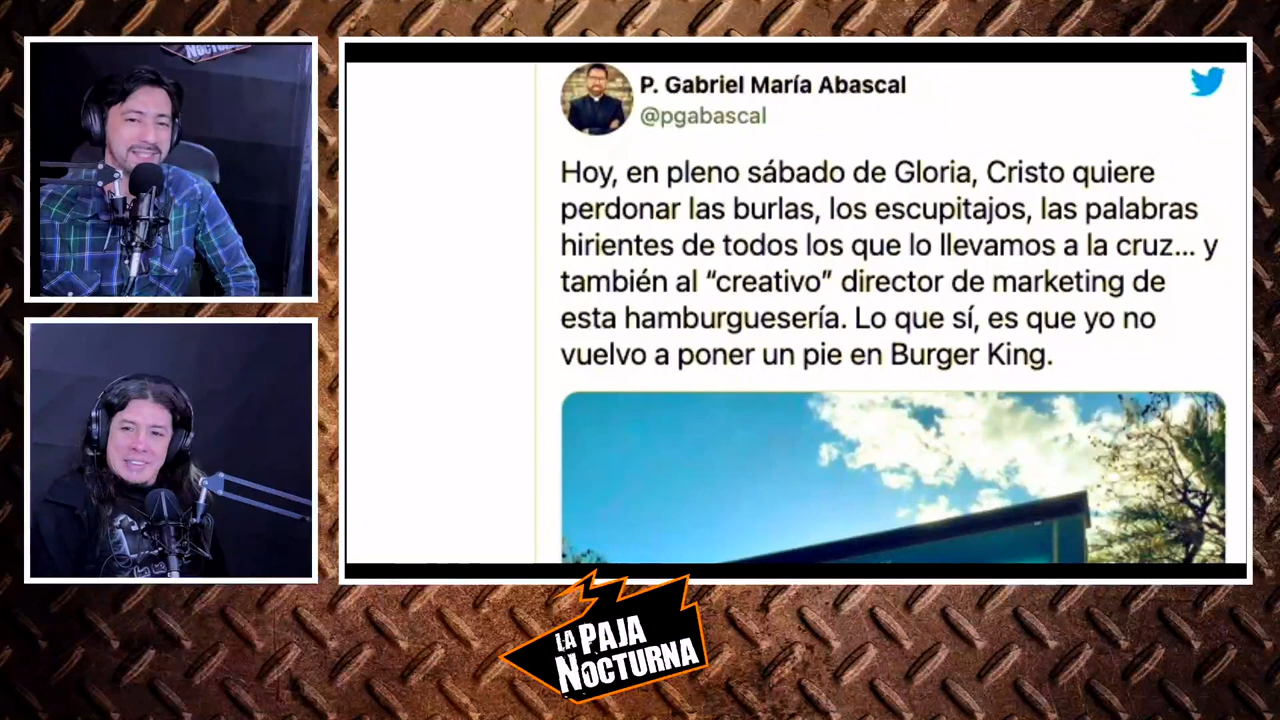 NOCTURNA
P. Gabriel María Abascal
@pgabascal
Hoy, en pleno sábado de Gloria, Cristo quiere
perdonar las burlas, los escupitajos, las palabras
hirientes de todos los que lo llevamos a la cruz... y
también al “creativo” director de marketing de
esta hamburguesería. Lo que sí, es que yo no
vuelvo a poner un pie en Burger King.
LA PAJA
NOCTURNA